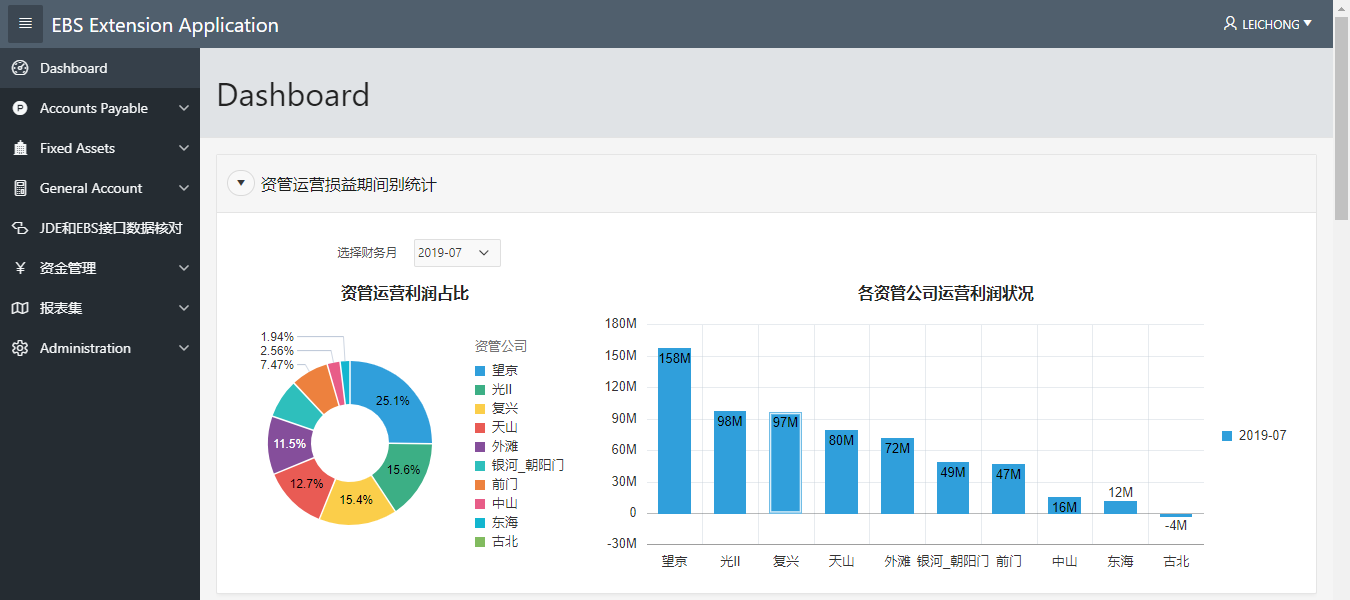 EBS Extension Application
LEICHONG
Dashboard
Accounts Payable
Fixed Assets
General Account
JDE和EBS接口数据核对
资金管理
报表集
Administration
Dashboard
资管运营损益期间别统计
选择财务月
2019-07
资管运营利润占比
1.94%
2.56%
7.47%
25.1%
15.6%
15.4%
12.7%
11.5%
资管公司
望京
光II
复兴
天山
外滩
银河_朝阳门
前门
中山
东海
古北
各资管公司运营利润状况
180M
150M
120M
90M
60M
30M
0
-30M
158M
98M
97M
80M
72M
49M
47M
16M
12M
-4M
望京
光II
复兴
天山
外滩
银河_朝阳门
前门
中山
东海
古北
2019-07